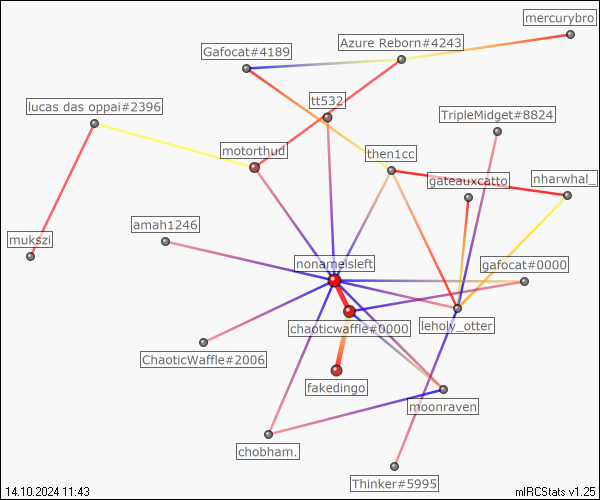 mercurybro
Azure Reborn#4243
Gafocat#4189
tt532
lucas das oppai#2396
TripleMidget#8824
motorthud
then1cc
gateauxcatto
nharwhal_
amah1246
mukszi
nonameisleft
gafocat#0000
chaoticwaffle#0000
leholy_otter
ChaoticWaffle#2006
fakedingo
moonraven
chobham.
Thinker#5995
14.10.2024 11:43
mIRCStats v1.25